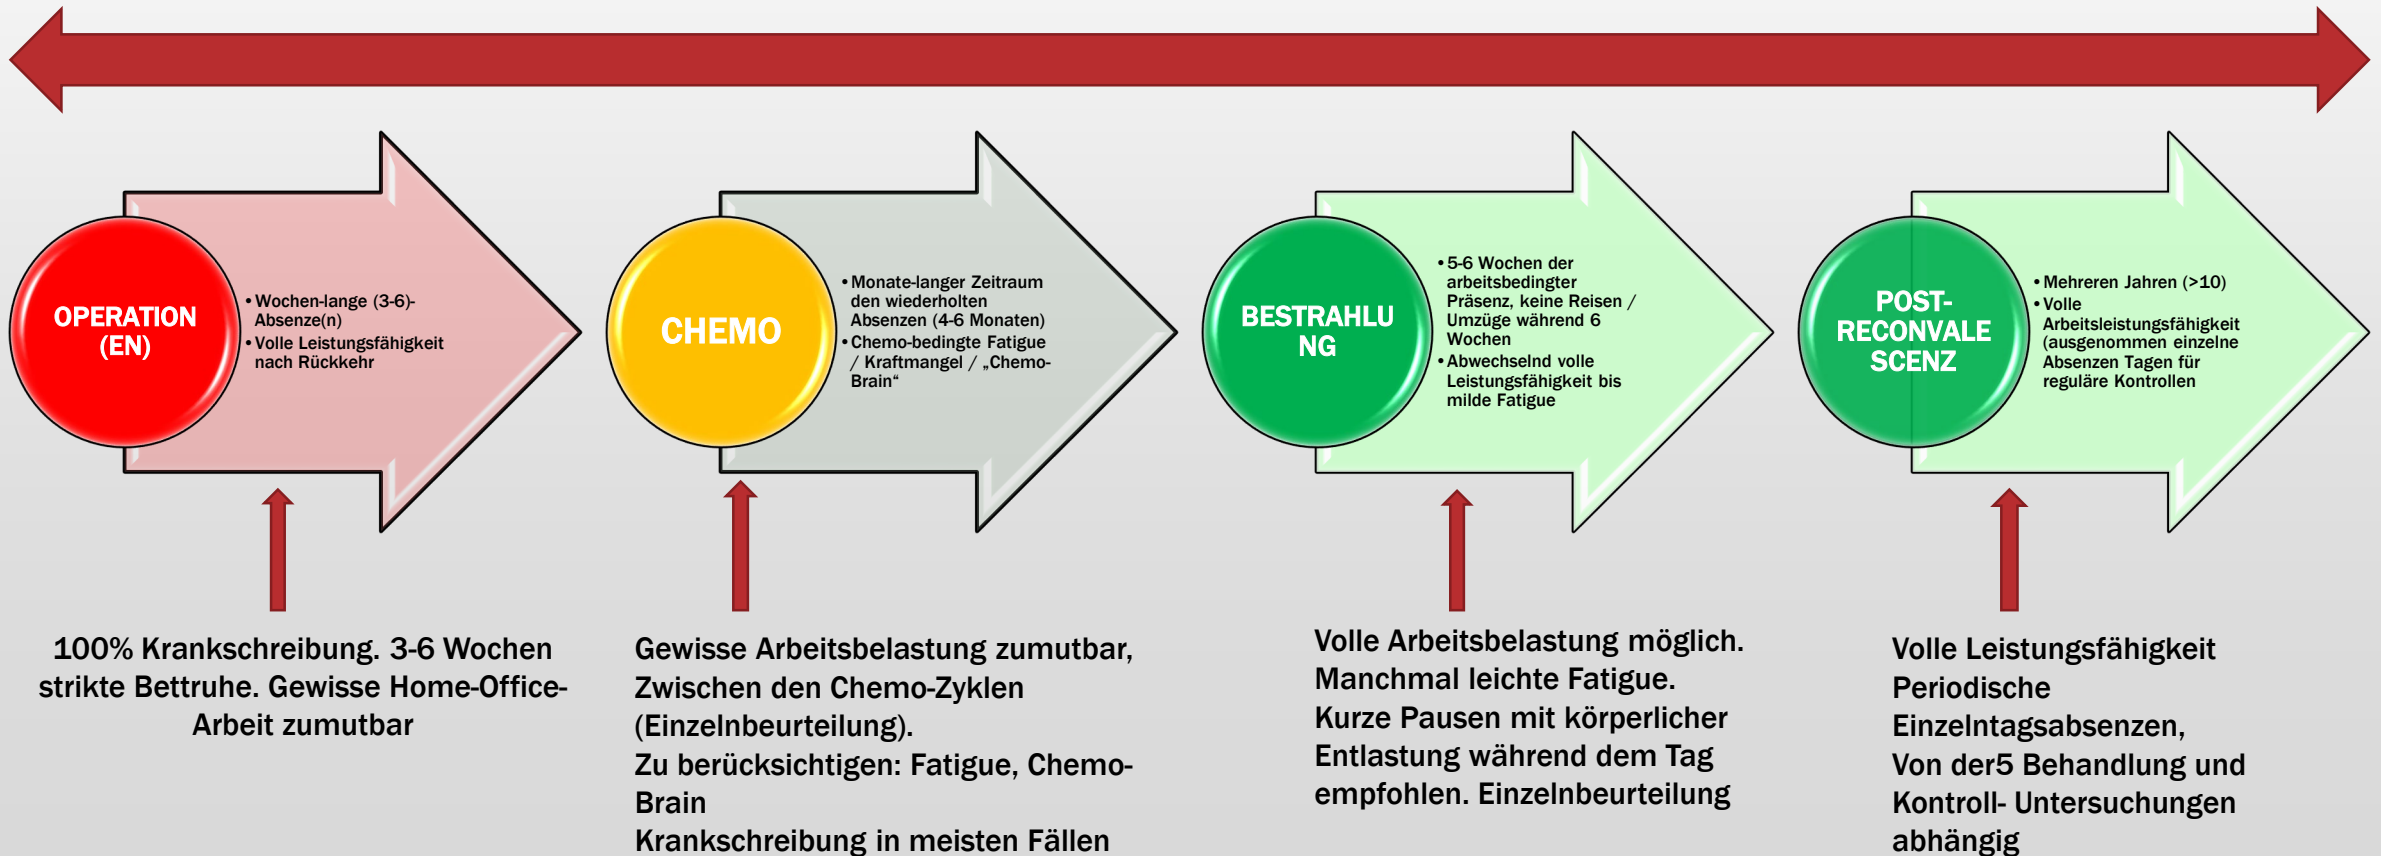 OPERATION
(EN)
• Wochen-lange (3-6)-
Absenze(n)
• Volle Leistungsfähigkeit
nach Rückkehr
CHEMO
• Monate-langer Zeitraum
den wiederholten
Absenzen (4-6 Monaten)
• Chemo-bedingte Fatigue
/ Kraftmangel / „Chemo-
Brain“
BESTRAHLU
NG
• 5-6 Wochen der
arbeitsbedingter
Präsenz, keine Reisen /
Umzüge während 6
Wochen
• Abwechselnd volle
Leistungsfähigkeit bis
milde Fatigue
POST-
RECONVALE
SCENZ
• Mehreren Jahren (>10)
• Volle
Arbeitsleistungsfähigkeit
(ausgenommen einzelne
Absenzen Tagen für
reguläre Kontrollen
100% Krankschreibung. 3-6 Wochen
strikte Bettruhe. Gewisse Home-Office-
Arbeit zumutbar
Gewisse Arbeitsbelastung zumutbar,
Zwischen den Chemo-Zyklen
(Einzelnbeurteilung).
Zu berücksichtigen: Fatigue, Chemo-
Brain
Krankschreibung in meisten Fällen
Volle Arbeitsbelastung möglich.
Manchmal leichte Fatigue.
Kurze Pausen mit körperlicher
Entlastung während dem Tag
empfohlen. Einzelnbeurteilung
Volle Leistungsfähigkeit
Periodische
Einzelntagsabsenzen,
Von der5 Behandlung und
Kontroll- Untersuchungen
abhängig